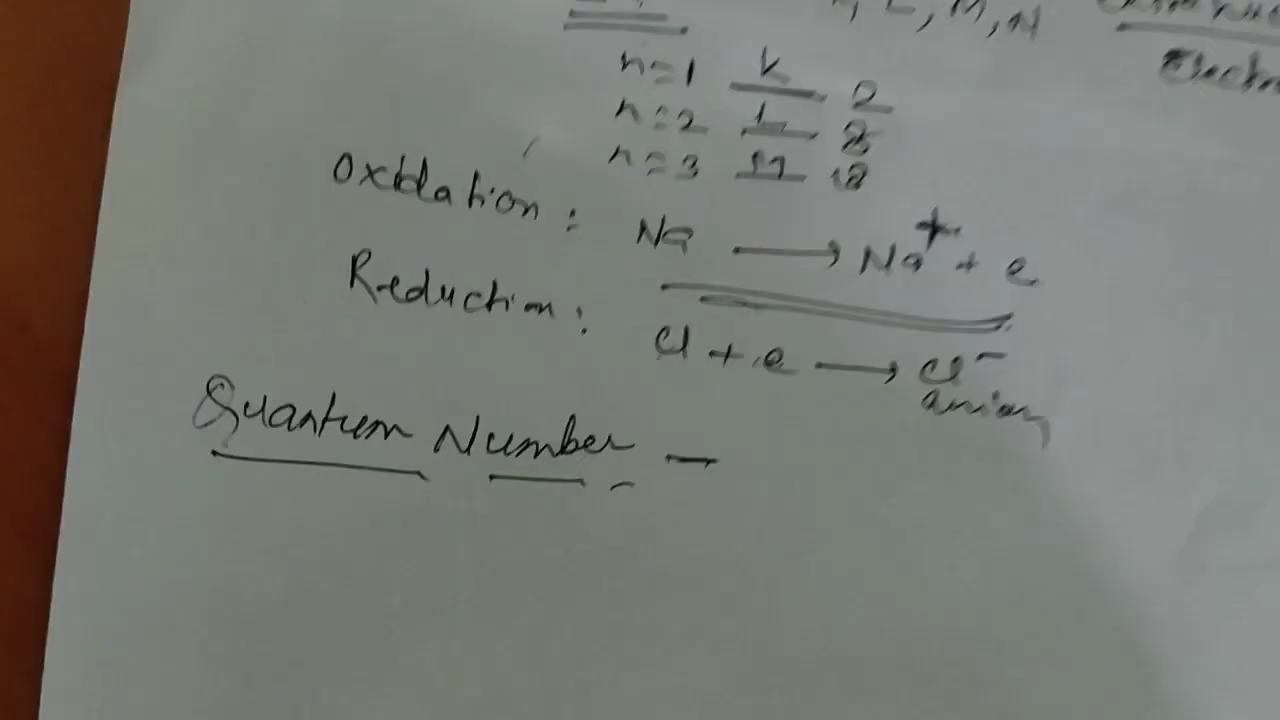 L, M, N
n=1 K 2
n=2 L 8
n=3 M 18
Oxidation: Na → Na⁺ + e
Reduction: Cl + e → Cl⁻
anion
Quantum Number –